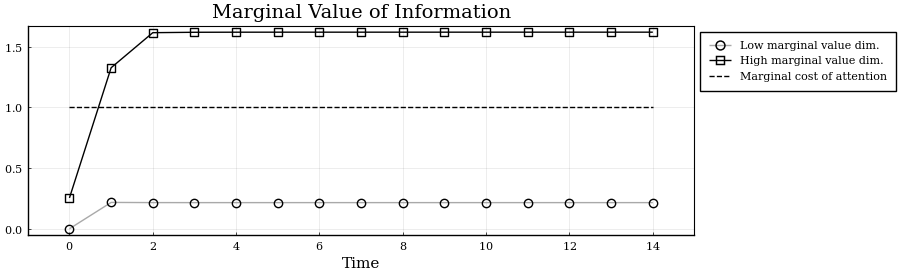 Marginal Value of Information
1.5
1.0
0.5
0.0
0 2 4 6 8 10 12 14
Time
Low marginal value dim.
High marginal value dim.
Marginal cost of attention